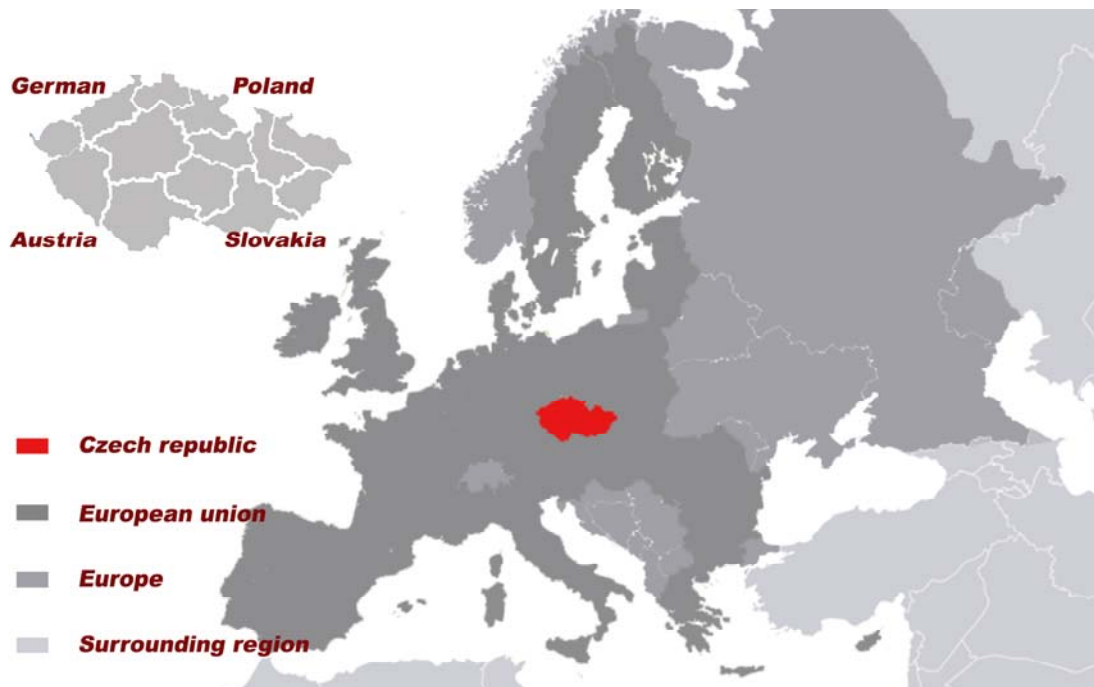 German
Poland
Austria
Slovakia
Czech republic
European union
Europe
Surrounding region